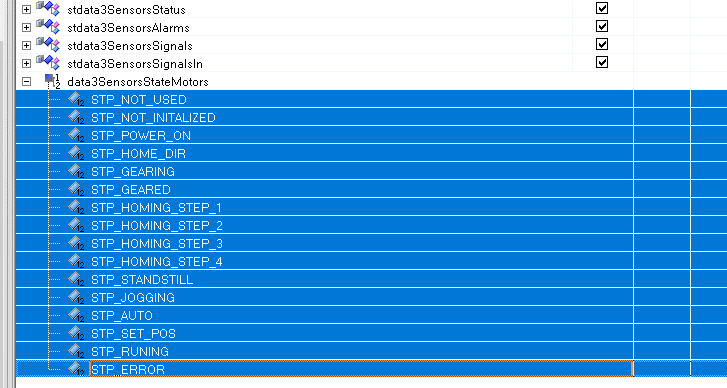 stdata3SensorsStatus
stdata3SensorsAlarms
stdata3SensorsSignals
stdata3SensorsSignalsIn
data3SensorsStateMotors
STP_NOT_USED
STP_NOT_INITALIZED
STP_POWER_ON
STP_HOME_DIR
STP_GEARING
STP_GEARED
STP_HOMING_STEP_1
STP_HOMING_STEP_2
STP_HOMING_STEP_3
STP_HOMING_STEP_4
STP_STANDSTILL
STP_JOGGING
STP_AUTO
STP_SET_POS
STP_RUNING
STP_ERROR